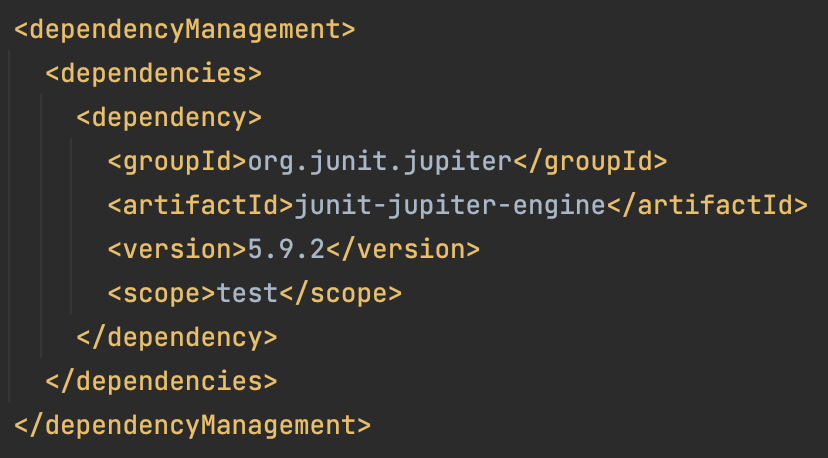 <dependencyManagement>
<dependencies>
<dependency>
<groupId>org.junit.jupiter</groupId>
<artifactId>junit-jupiter-engine</artifactId>
<version>5.9.2</version>
<scope>test</scope>
</dependency>
</dependencies>
</dependencyManagement>